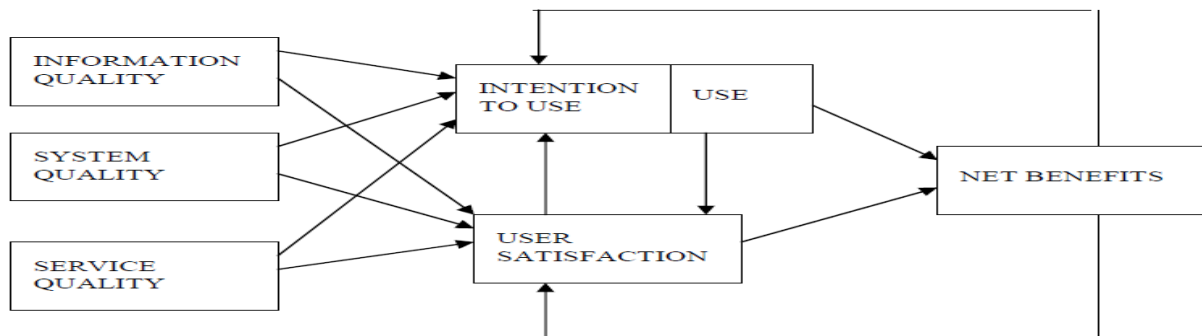 INFORMATION
QUALITY
INTENTION
TO USE
USE
SYSTEM
QUALITY
NET BENEFITS
USER
SATISFACTION
SERVICE
QUALITY